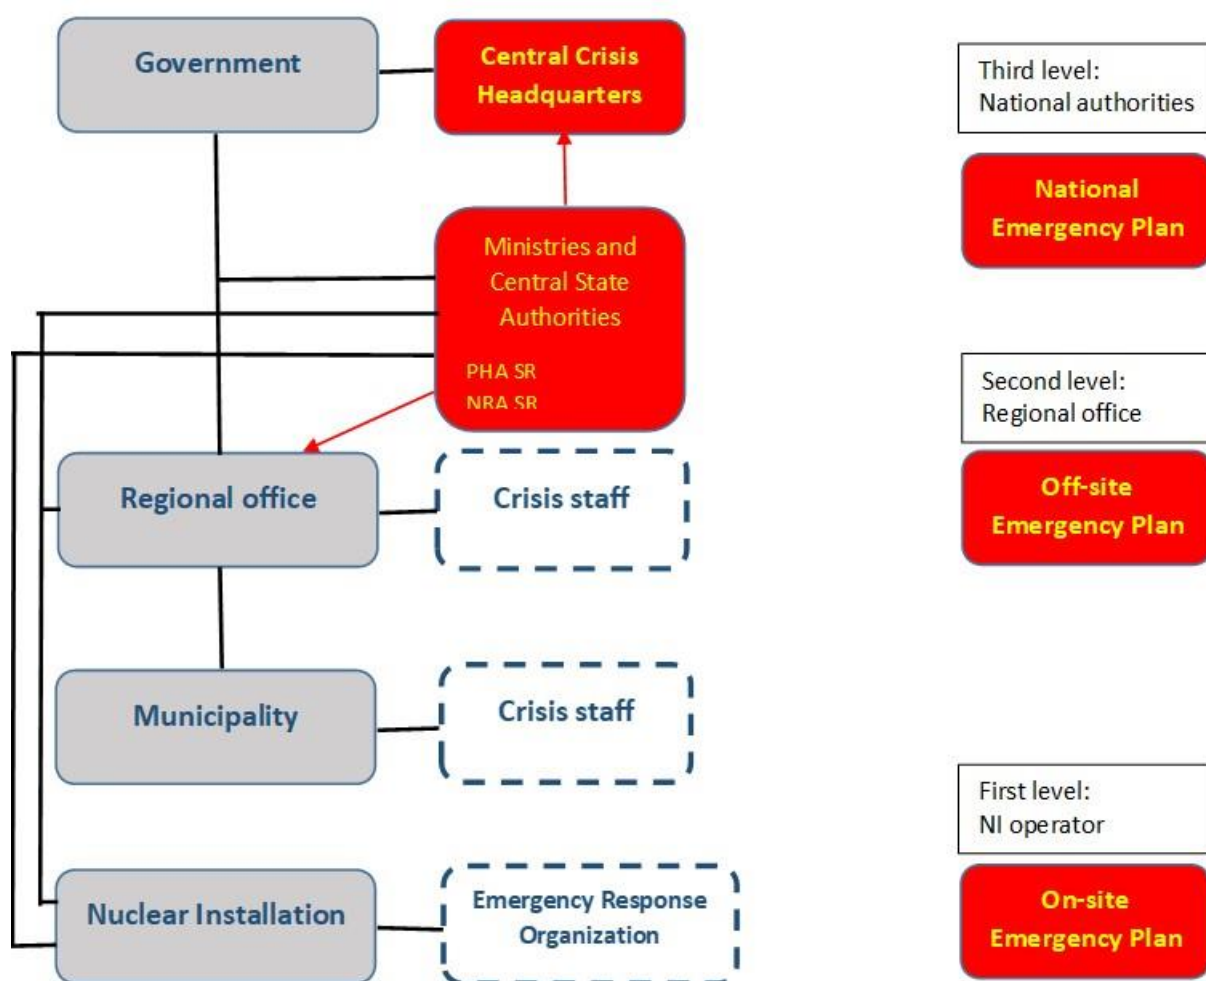 Government
Central Crisis
Headquarters
Third level:
National authorities
National
Emergency Plan
Ministries and
Central State
Authorities
PHA SR
NRA SR
Second level:
Regional office
Regional office
Crisis staff
Off-site
Emergency Plan
Municipality
Crisis staff
First level:
NI operator
Nuclear Installation
Emergency Response
Organization
On-site
Emergency Plan